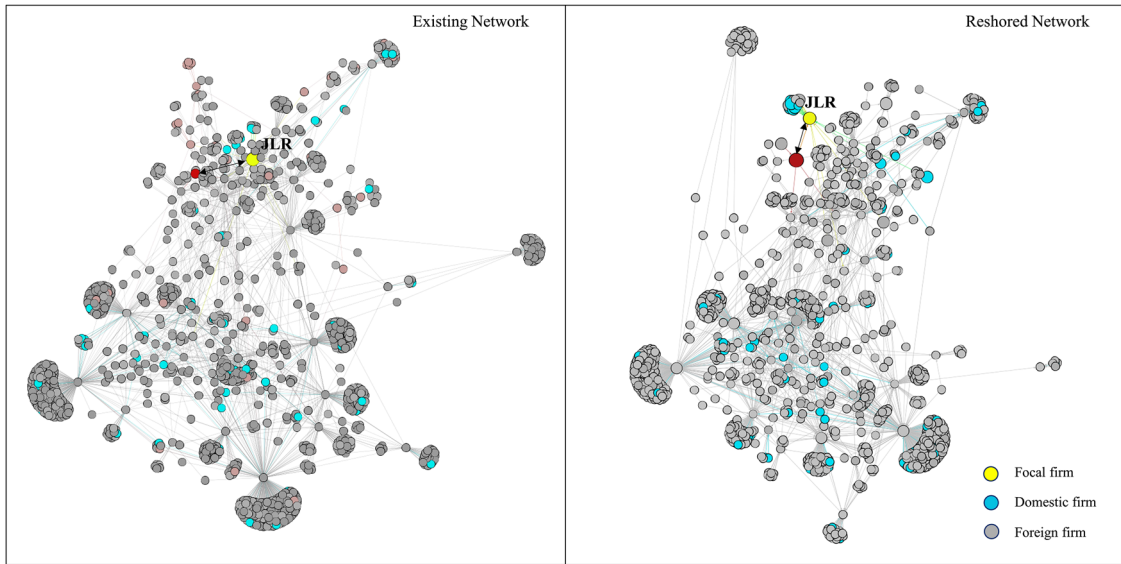 Existing Network
Reshored Network
JLR
JLR
Focal firm
Domestic firm
Foreign firm